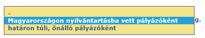 -
Magyarországon nyilvántartásba vett pályázóként
határon túli, önálló pályázóként
g.